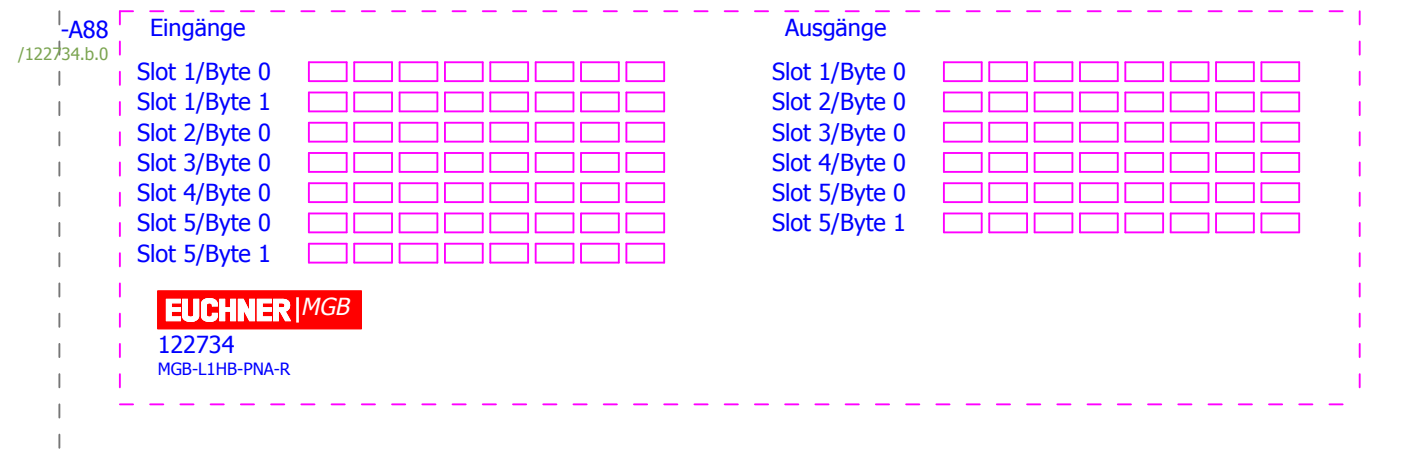 -A88
/122734.b.0
Eingänge
Slot 1/Byte 0
Slot 1/Byte 1
Slot 2/Byte 0
Slot 3/Byte 0
Slot 4/Byte 0
Slot 5/Byte 0
Slot 5/Byte 1
Ausgänge
Slot 1/Byte 0
Slot 2/Byte 0
Slot 3/Byte 0
Slot 4/Byte 0
Slot 5/Byte 0
Slot 5/Byte 1
EUCHNER|MGB
122734
MGB-L1HB-PNA-R